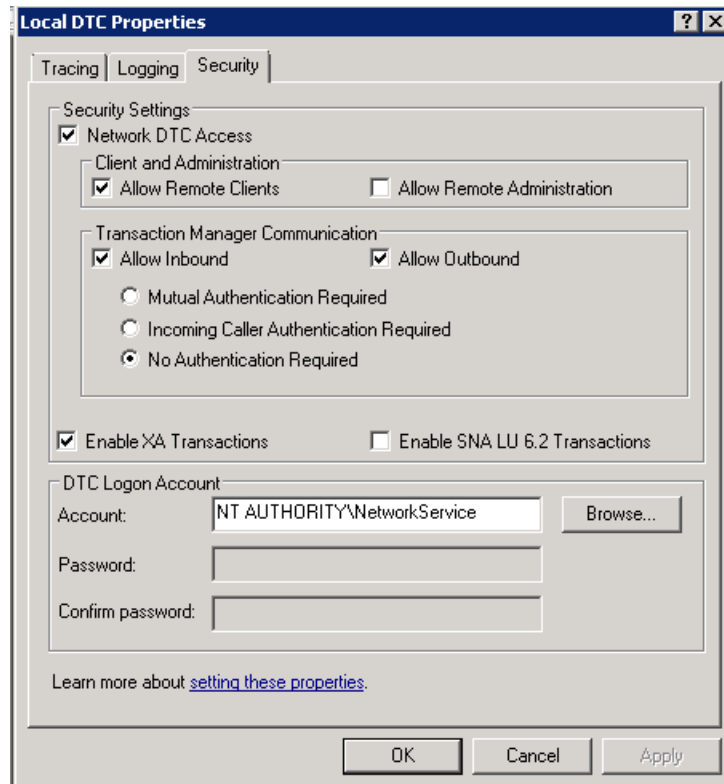 Local DTC Properties
Tracing Logging Security
Security Settings
Network DTC Access
Client and Administration
Allow Remote Clients Allow Remote Administration
Transaction Manager Communication
Allow Inbound Allow Outbound
Mutual Authentication Required
Incoming Caller Authentication Required
No Authentication Required
Enable XA Transactions Enable SNA LU 6.2 Transactions
DTC Logon Account
Account: NT AUTHORITY\NetworkService Browse...
Password:
Confirm password:
Learn more about setting these properties.
OK Cancel Apply